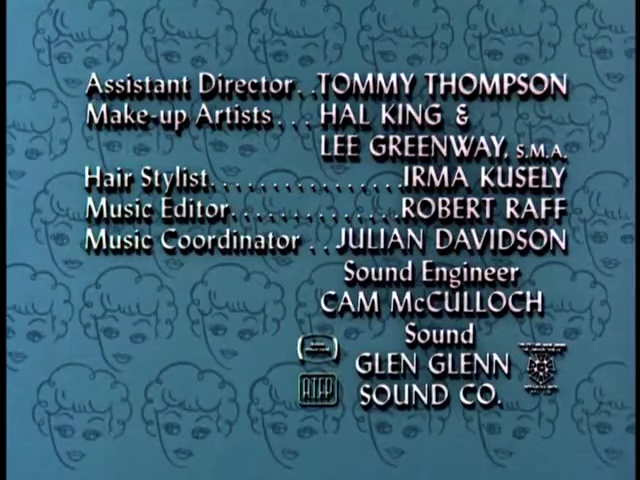 Assistant Director. .TOMMY THOMPSON
Make-up Artists. . . HAL KING &
LEE GREENWAY, S.M.A.
Hair Stylist. . . . . . . . . . . . . . . .IRMA KUSELY
Music Editor. . . . . . . . . . . . . .ROBERT RAFF
Music Coordinator . . JULIAN DAVIDSON
Sound Engineer
CAM McCULLOCH
Sound
GLEN GLENN
SOUND CO.